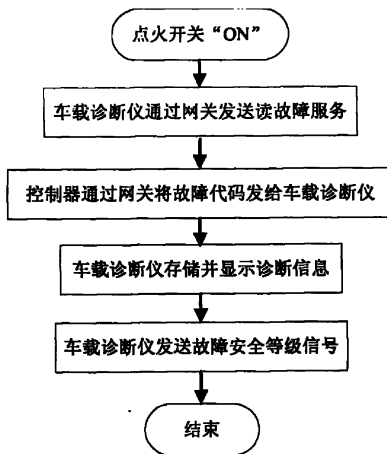 点火开关“ON”
车载诊断仪通过网关发送读故障服务
控制器通过网关将故障代码发给车载诊断仪
车载诊断仪存储并显示诊断信息
车载诊断仪发送故障安全等级信号
结束